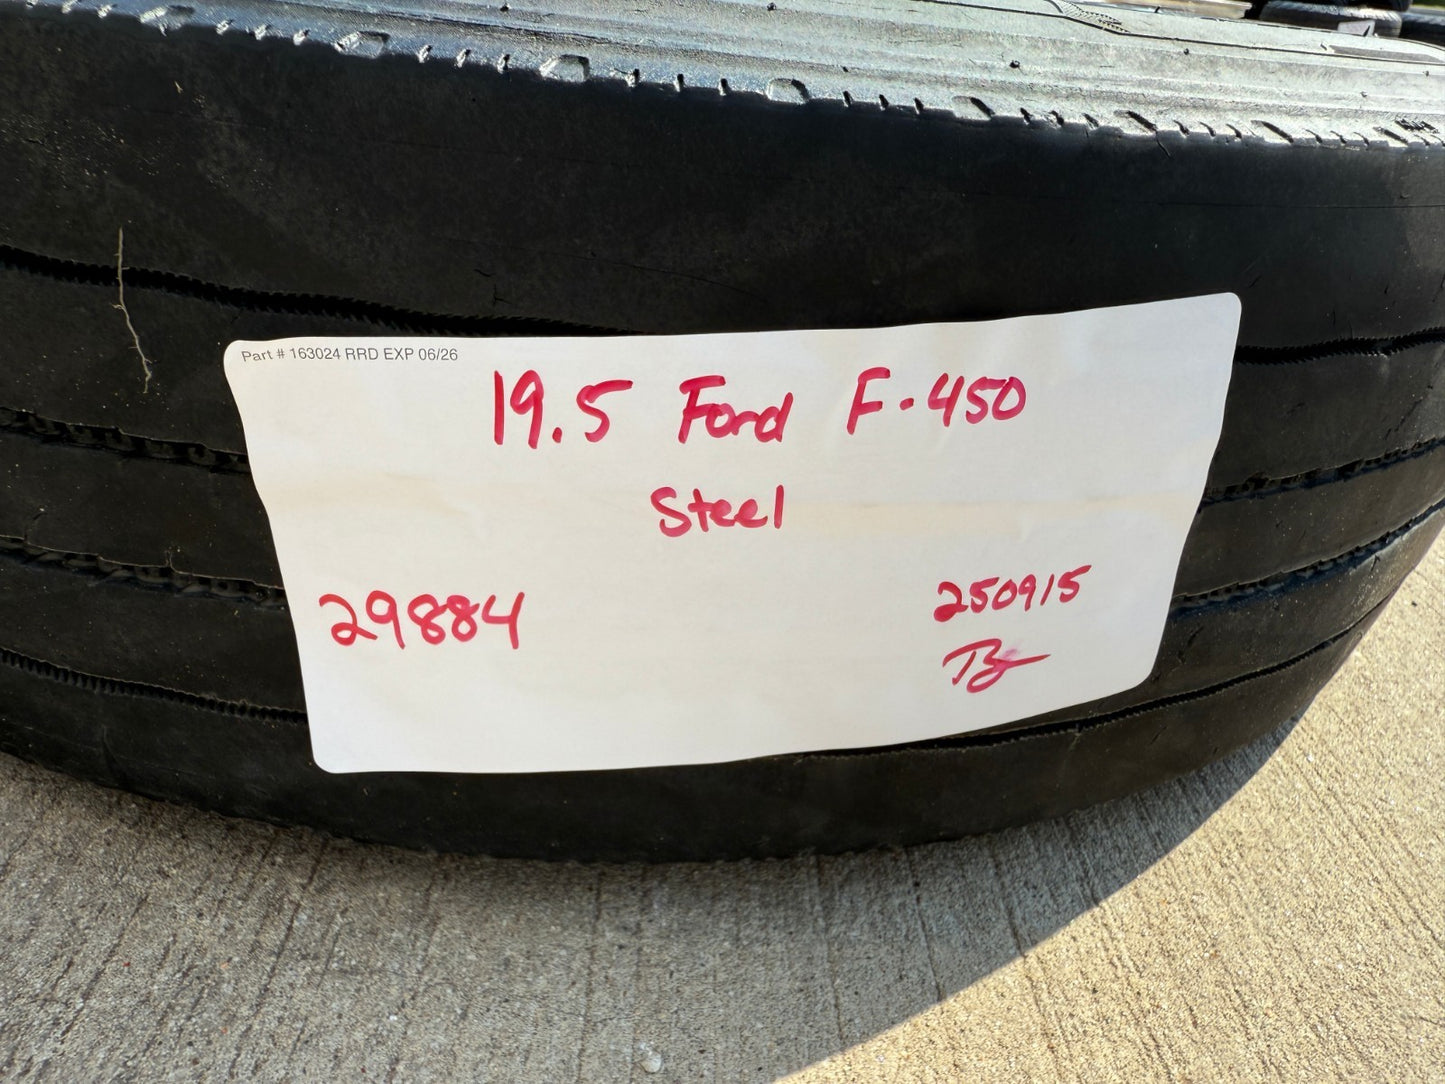 Part # 163024 RRD EXP 06/26
19.5 Ford F-450
Steel
29884
250915